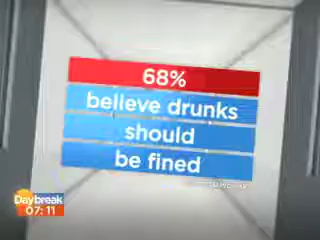 68%
believe drunks
should
be fined
Daybreak
07:11